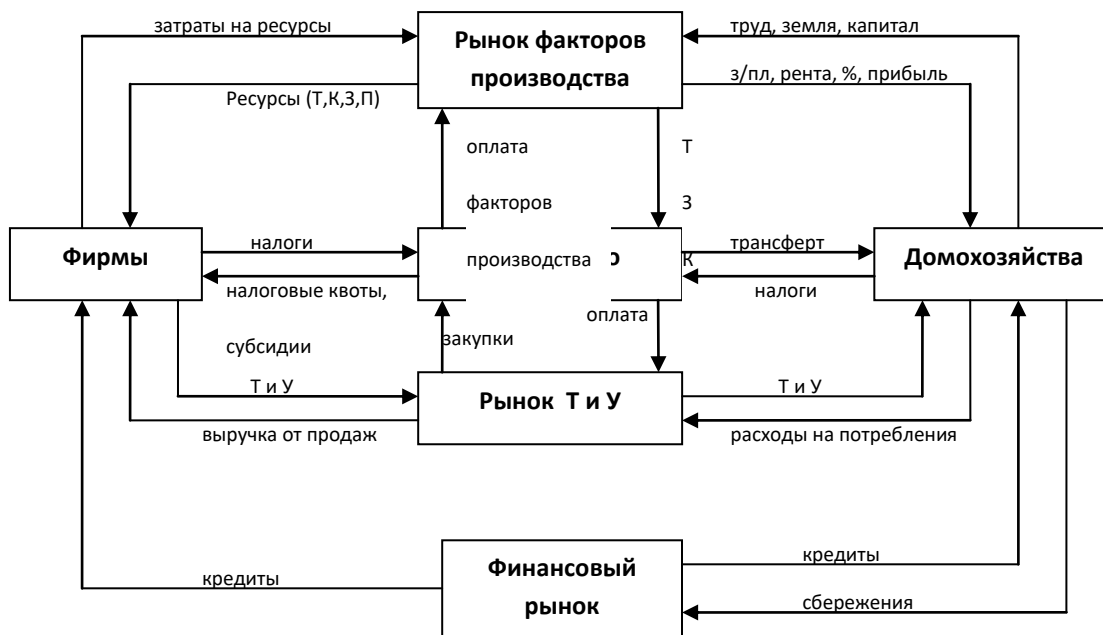 затраты на ресурсы
Рынок факторов
производства
труд, земля, капитал
з/пл, рента, %, прибыль
Ресурсы (Т,К,З,П)
оплата
Т
факторов
З
производства
К
Фирмы
налоги
трансферт
Домохозяйства
налоговые квоты,
налоги
субсидии
закупки
оплата
Т и У
Рынок Т и У
Т и У
выручка от продаж
расходы на потребления
кредиты
Финансовый
рынок
кредиты
сбережения